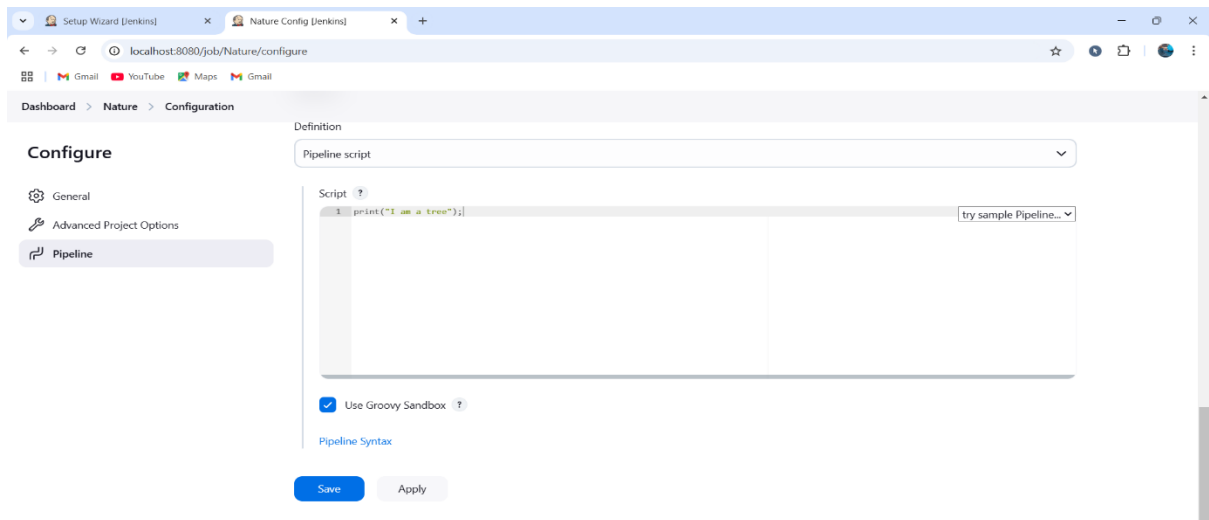 Setup Wizard [Jenkins]
Nature Config [Jenkins]
localhost:8080/job/Nature/configure
Gmail YouTube Maps Gmail
Dashboard > Nature > Configuration
Configure
General
Advanced Project Options
Pipeline
Definition
Pipeline script
Script ?
1 print("I am a tree");
try sample Pipeline...
Use Groovy Sandbox ?
Pipeline Syntax
Save Apply